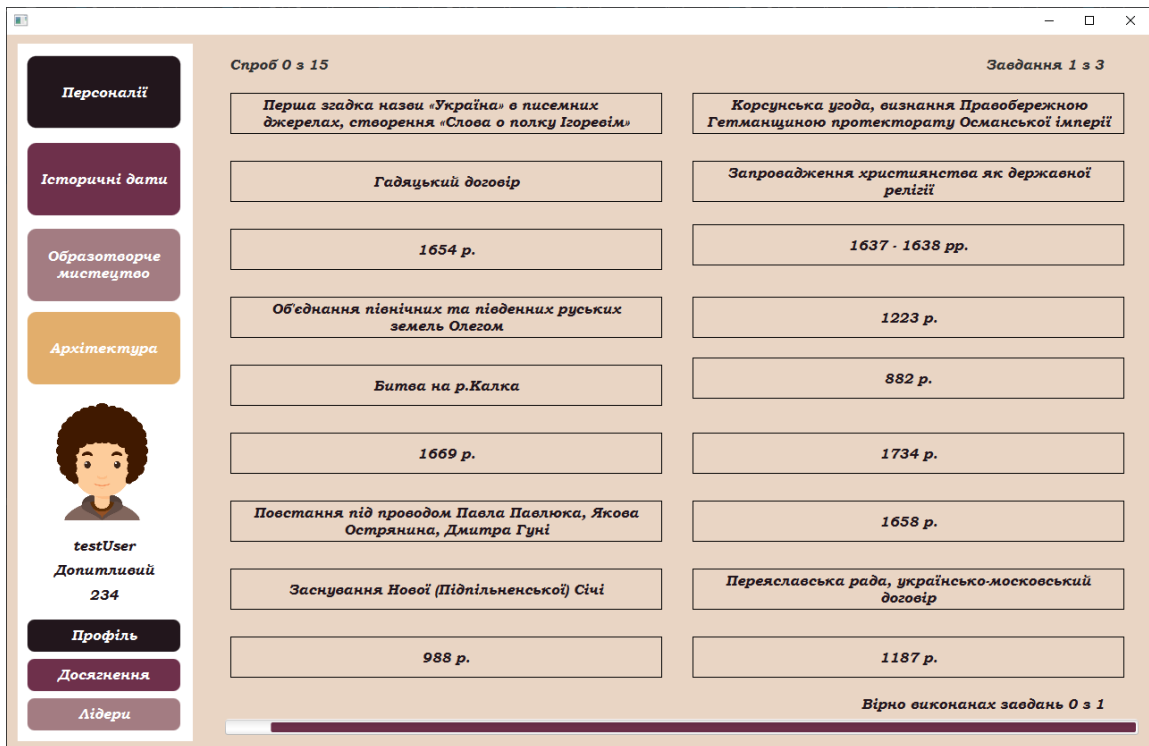 Персоналії
Історичні дати
Образотворче
мистецтво
Архітектура
testUser
Допитливий
234
Профіль
Досягнення
Лідери
Спроб 0 з 15
Завдання 1 з 3
Перша згадка назви «Україна» в писемних
джерелах, створення «Слова о полку Ігоревім»
Корсунська угода, визнання Правобережною
Гетманщиною протекторату Османської імперії
Гадяцький договір
Запровадження християнства як державної
релігії
1654 р.
1637 - 1638 рр.
Об'єднання північних та південних руських
земель Олегом
1223 р.
Битва на р.Калка
882 р.
1669 р.
1734 р.
Повстання під проводом Павла Павлюка, Якова
Острянина, Дмитра Гуні
1658 р.
Заснування Нової (Підпільненської) Січі
Переяславська рада, українсько-московський
договір
988 р.
1187 р.
Вірно виконанах завдань 0 з 1